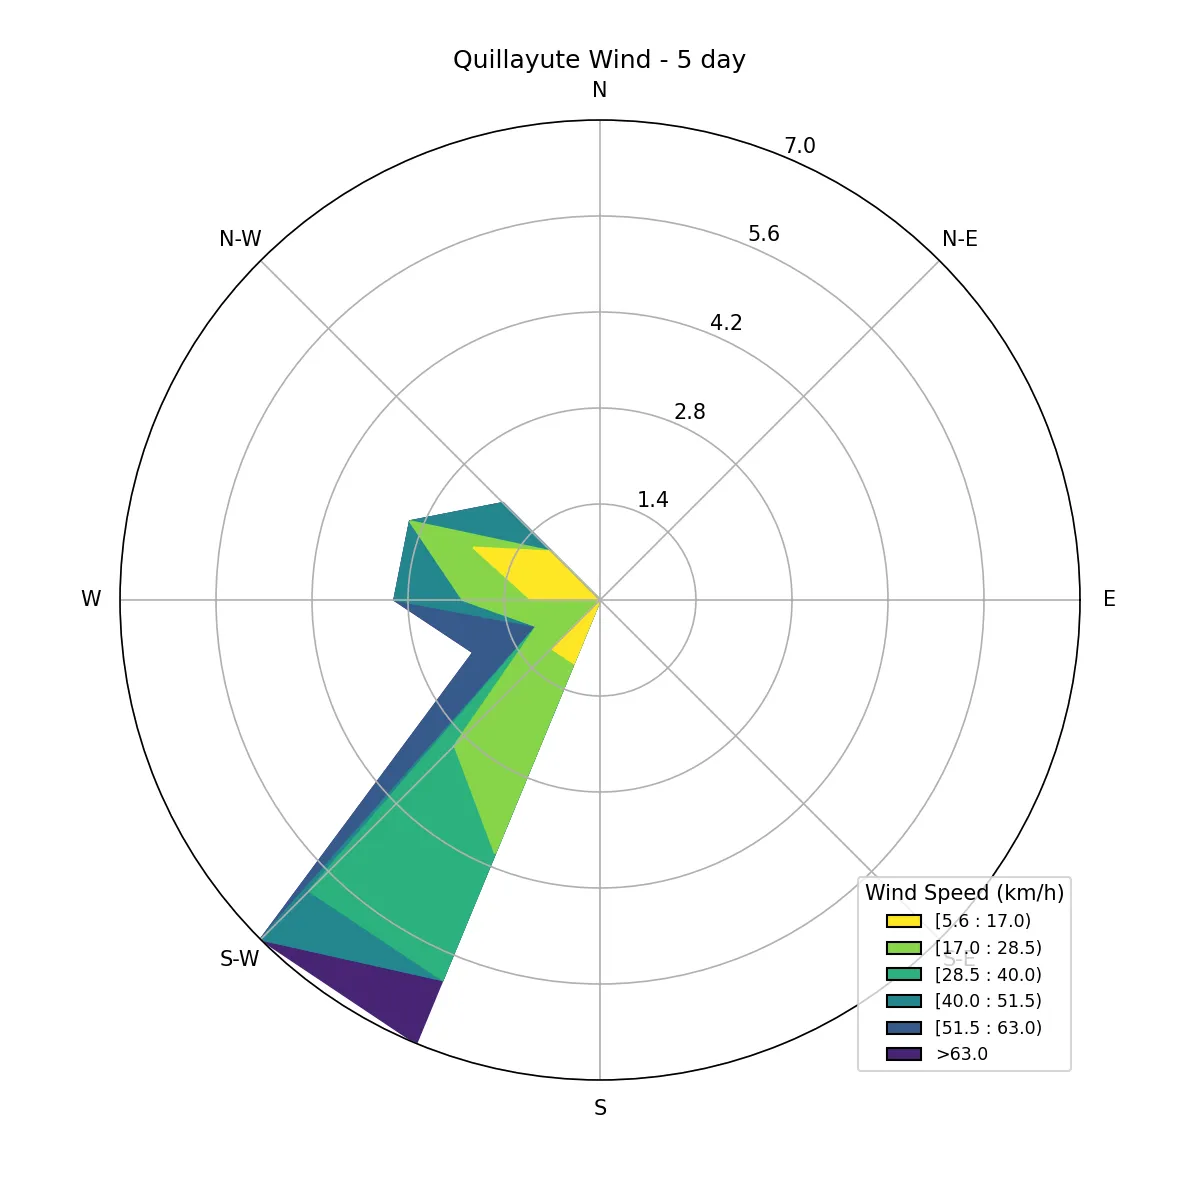 Quillayute Wind - 5 day
N
7.0
N-W
5.6
N-E
4.2
2.8
1.4
W
E
Wind Speed (km/h)
[5.6 : 17.0)
[17.0 : 28.5)
S-W
S-E
[28.5 : 40.0)
[40.0 : 51.5)
[51.5 : 63.0)
>63.0
S